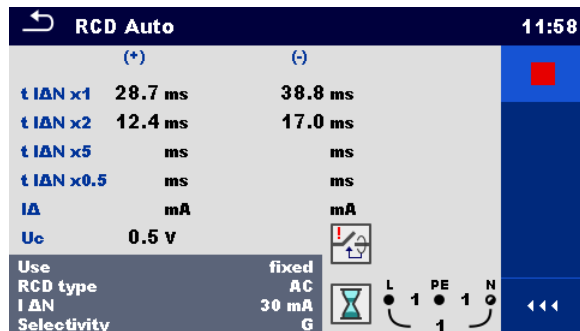 RCD Auto 11:58
(+) (-)
t IΔN x1 28.7 ms 38.8 ms
t IΔN x2 12.4 ms 17.0 ms
t IΔN x5 ms ms
t IΔN x0.5 ms ms
IΔ mA mA
Uc 0.5 V
Use fixed
RCD type AC
I ΔN 30 mA
Selectivity G
!
L PE N
1 1
1